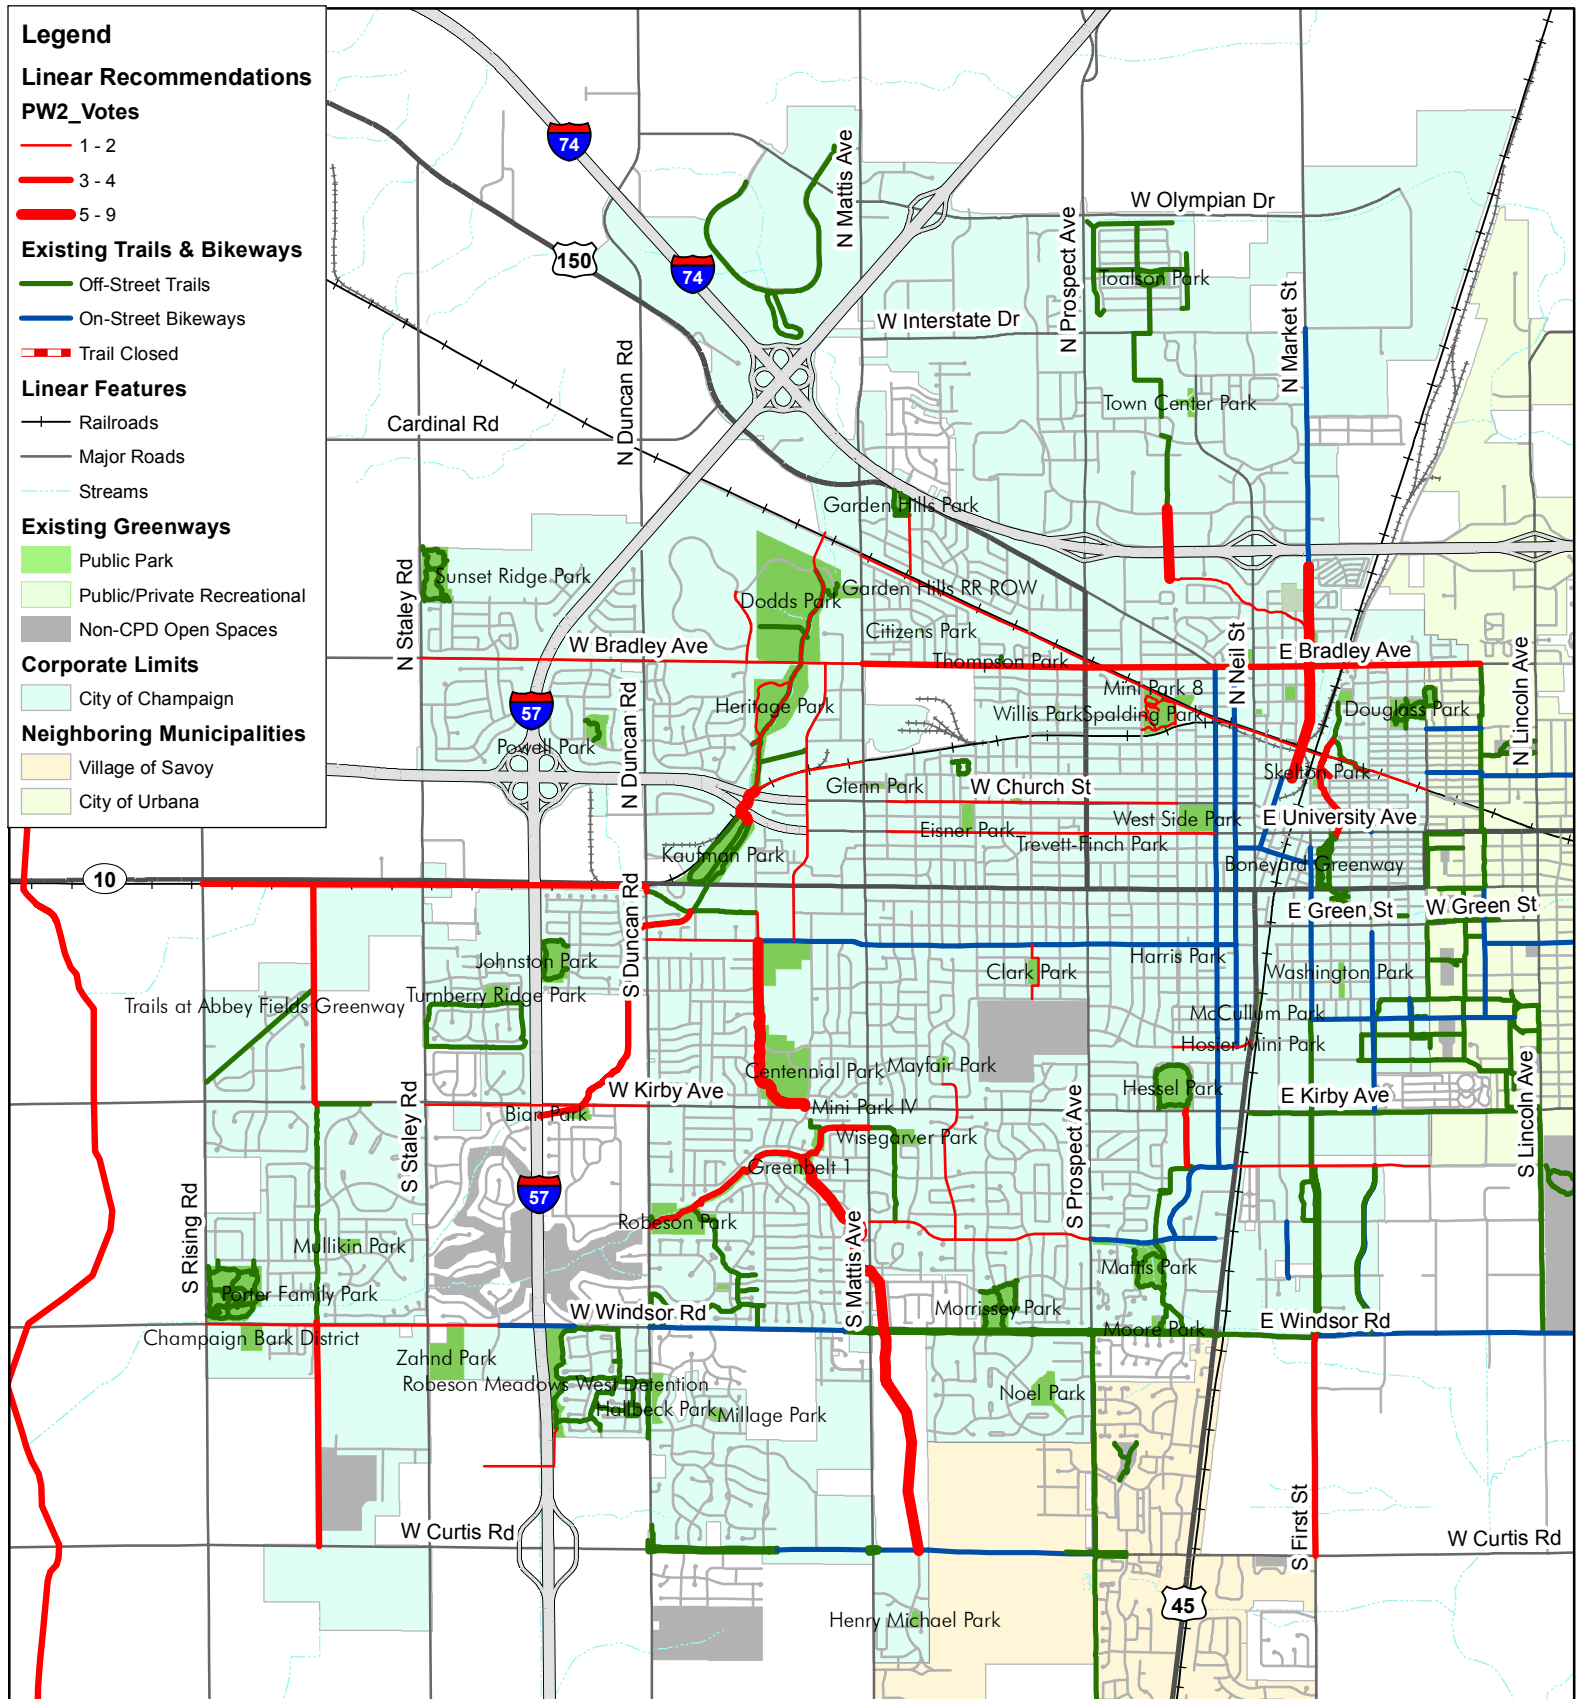 Legend
Linear Recommendations
PW2_Votes
1 - 2
3 - 4
5 - 9
Existing Trails & Bikeways
Off-Street Trails
On-Street Bikeways
Trail Closed
Linear Features
Railroads
Major Roads
Streams
Existing Greenways
Public Park
Public/Private Recreational
Non-CPD Open Spaces
Corporate Limits
City of Champaign
Neighboring Municipalities
Village of Savoy
City of Urbana
74
150
74
N Mattis Ave
W Olympian Dr
N Prospect Ave
Toalson Park
N Market St
W Interstate Dr
N Duncan Rd
Town Center Park
Cardinal Rd
Garden Hills Park
N Staley Rd
Sunset Ridge Park
Garden Hills RR ROW
Dodds Park
Citizens Park
W Bradley Ave
Thompson Park
N Neil St
E Bradley Ave
N Lincoln Ave
57
N Duncan Rd
Heritage Park
Mini Park 8
Willis Park
Spalding Park
Douglass Park
Powell Park
Skelton Park
Glenn Park
W Church St
Eisner Park
West Side Park
E University Ave
Trevett-Finch Park
Kaufman Park
Boneyard Greenway
10
S Duncan Rd
E Green St
W Green St
Johnston Park
Clark Park
Harris Park
Washington Park
Trails at Abbey Fields Greenway
Turnberry Ridge Park
McCullum Park
Hosier Mini Park
Centennial Park
Mayfair Park
W Kirby Ave
Hessel Park
E Kirby Ave
S Lincoln Ave
S Staley Rd
Bian Park
Mini Park IV
Wisegarver Park
S Prospect Ave
Greenbelt 1
57
S Rising Rd
Robeson Park
S Mattis Ave
Mullikin Park
Mattis Park
Porter Family Park
W Windsor Rd
Morrissey Park
E Windsor Rd
Champaign Bark District
Moore Park
Zahnd Park
Robeson Meadows West Detention
Noel Park
Hallbeck Park
Millage Park
S First St
W Curtis Rd
W Curtis Rd
45
Henry Michael Park